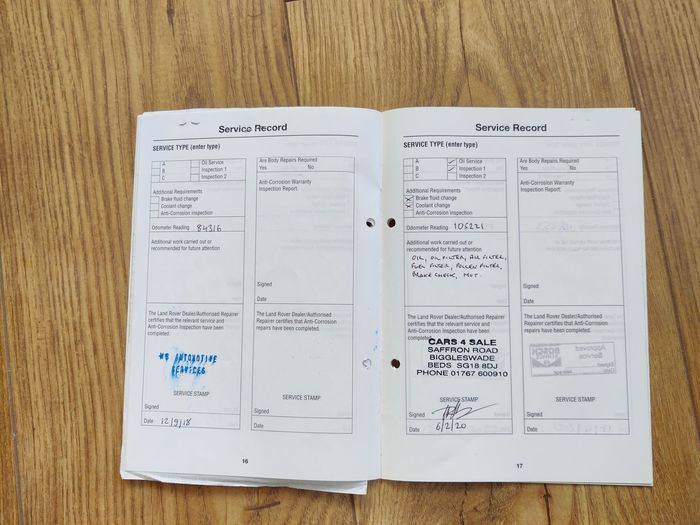 Service Record
SERVICE TYPE (enter type)
A
Oil Service
B
Inspection 1
C
Inspection 2
Additional Requirements
Brake fluid change
Coolant change
Anti-Corrosion inspection
Odometer Reading 84316
Additional work carried out or
recommended for future attention
The Land Rover Dealer/Authorised Repairer
certifies that the relevant service and
Anti-Corrosion Inspection have been
completed.
AUTOMOTIVE
SERVICES
SERVICE STAMP
Signed
Date 12/9/18
Are Body Repairs Required
Yes No
Anti-Corrosion Warranty
Inspection Report:
Signed
Date
The Land Rover Dealer/Authorised
Repairer certifies that Anti-Corrosion
repairs have been completed.
SERVICE STAMP
Signed
Date
16
Service Record
SERVICE TYPE (enter type)
A
Oil Service
B
Inspection 1
C
Inspection 2
Additional Requirements
Brake fluid change
Coolant change
Anti-Corrosion inspection
Odometer Reading 105221
Additional work carried out or
recommended for future attention
OIL, OIL FILTER, AIR FILTER,
FUEL FILTER, POLLEN FILTER,
BRAKE CHECK, MOT.
The Land Rover Dealer/Authorised Repairer
certifies that the relevant service and
Anti-Corrosion Inspection have been
completed.
CARS 4 SALE
SAFFRON ROAD
BIGGLESWADE
BEDS SG18 8DJ
PHONE 01767 600910
SERVICE STAMP
Signed
Date 6/2/20
Are Body Repairs Required
Yes No
Anti-Corrosion Warranty
Inspection Report:
Signed
Date
The Land Rover Dealer/Authorised
Repairer certifies that Anti-Corrosion
repairs have been completed.
SERVICE STAMP
Signed
Date
17